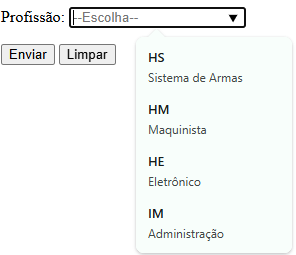 Profissão: --Escolha--
Enviar Limpar
HS
Sistema de Armas
HM
Maquinista
HE
Eletrônico
IM
Administração